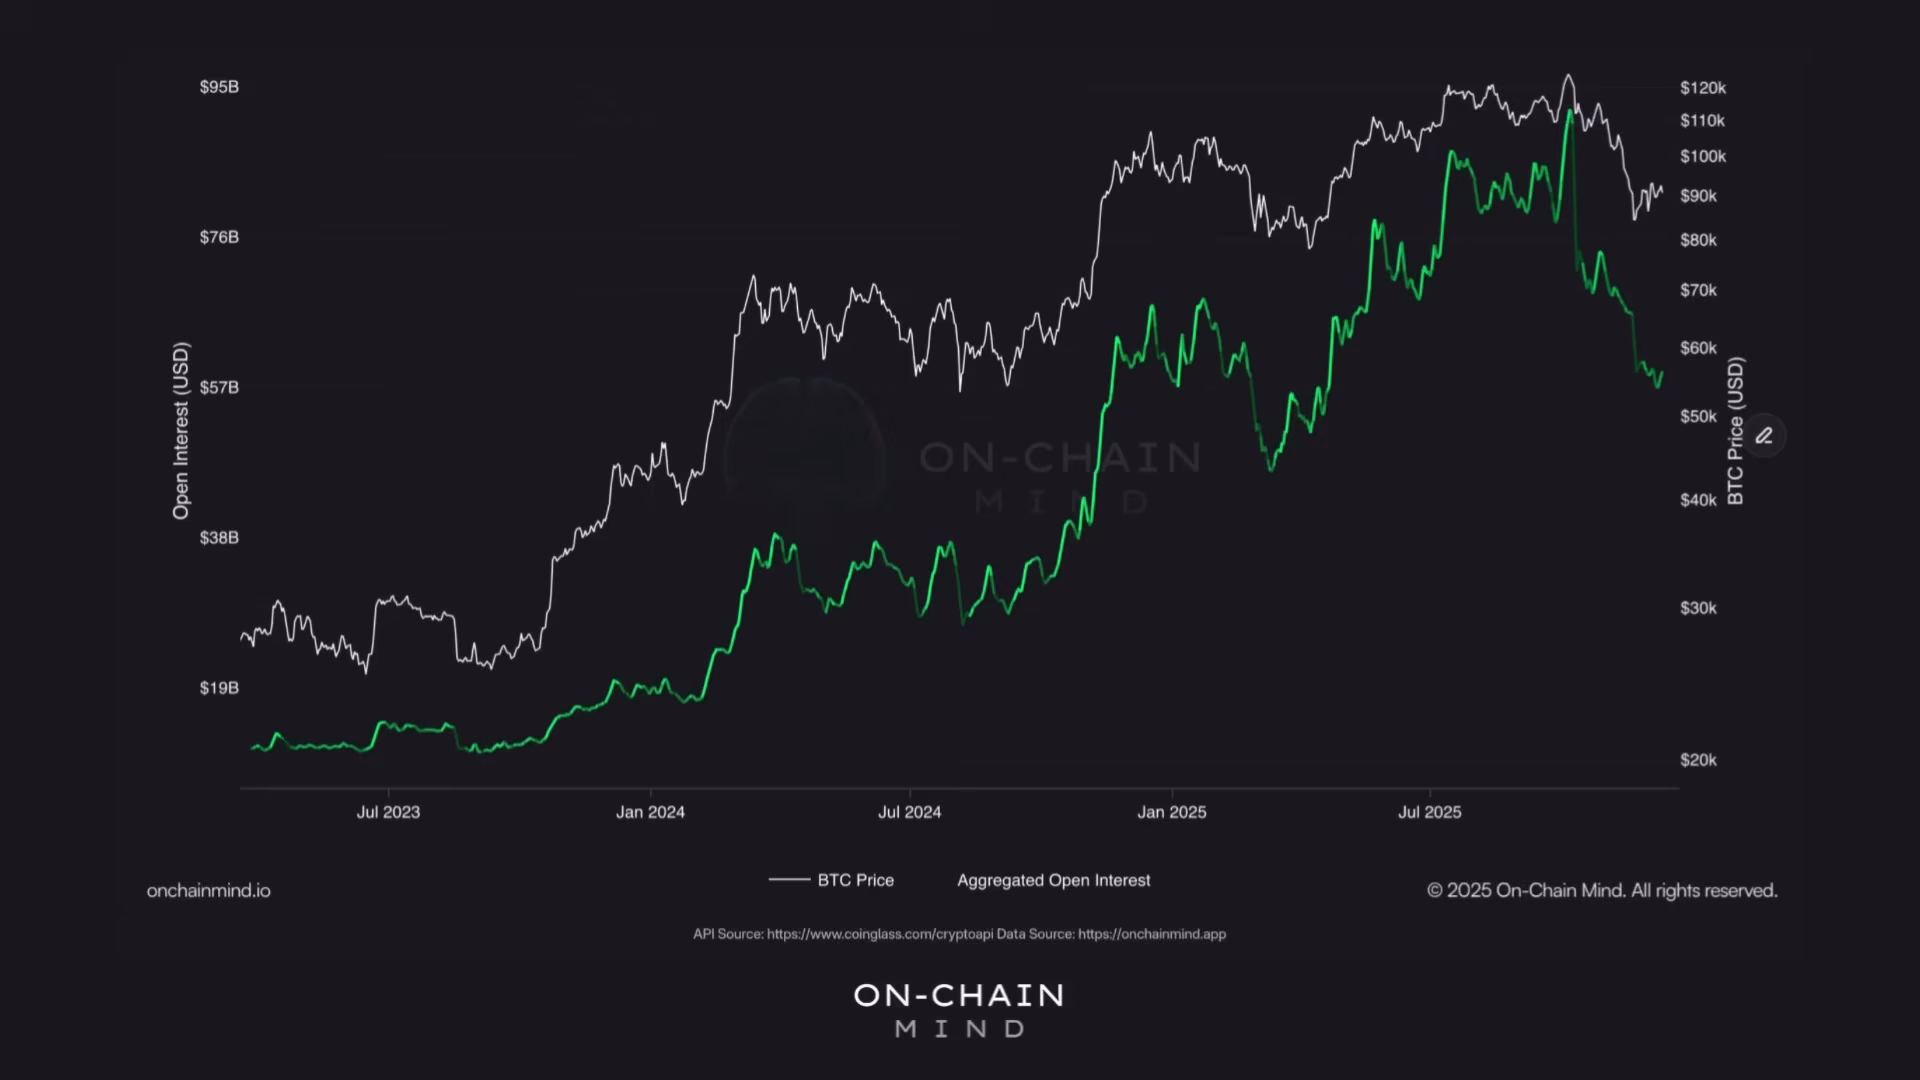 $95B
$76B
$57B
$38B
$19B
Open Interest (USD)
$120k
$110k
$100k
$90k
$80k
$70k
$60k
$50k
$40k
$30k
$20k
BTC Price (USD)
ON-CHAIN
MIND
Jul 2023 Jan 2024 Jul 2024 Jan 2025 Jul 2025
BTC Price Aggregated Open Interest
onchainmind.io
© 2025 On-Chain Mind. All rights reserved.
API Source: https://www.coinglass.com/cryptoapi Data Source: https://onchainmind.app
ON-CHAIN
MIND